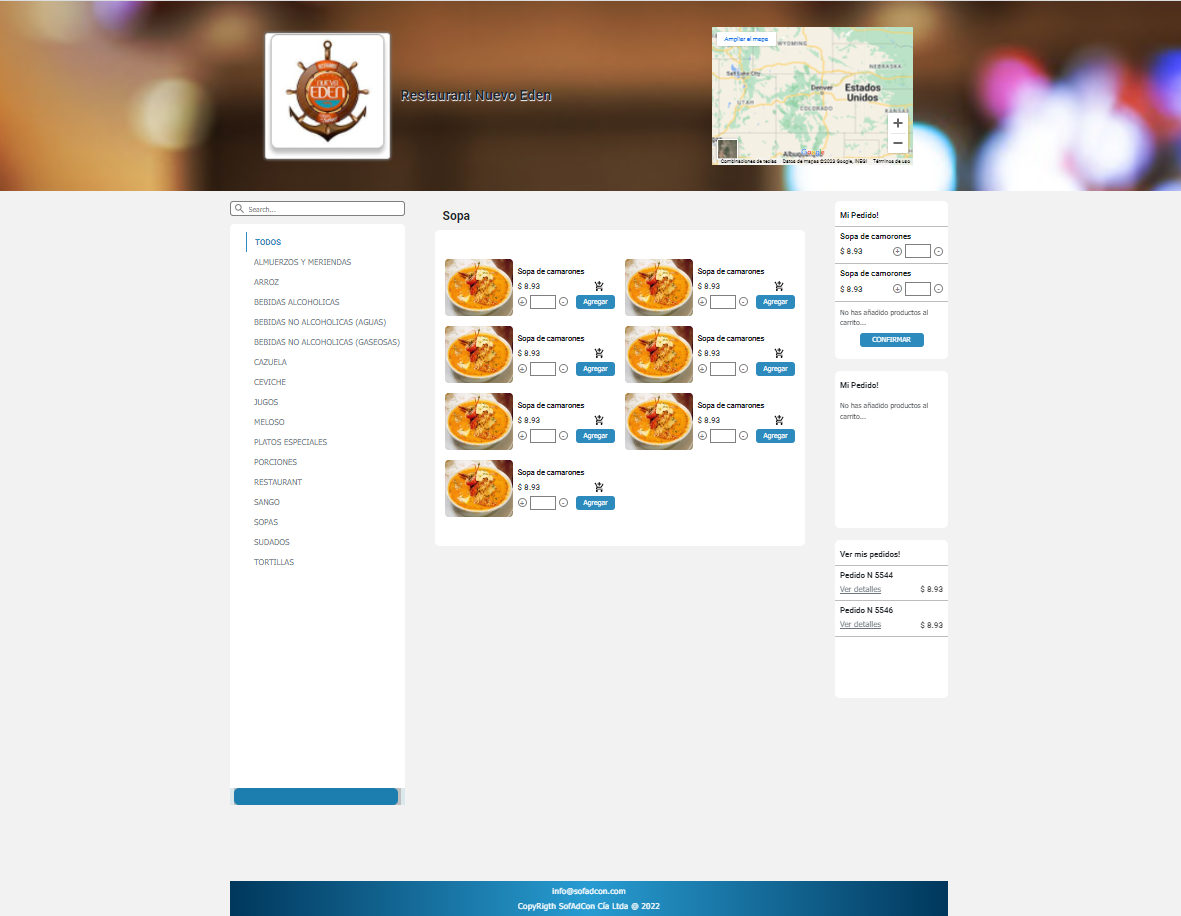 NUEVO
EDEN
Restaurant Nuevo Eden
Ampliar el mapa
WYOMING
Salt Lake City
NEBRASKA
Denver
Estados
Unidos
UTAH
COLORADO
KANSAS
+
−
Albuquerque
Google
Combinaciones de teclas Datos de mapas ©2023 Google, INEGI Términos de uso
Search...
TODOS
ALMUERZOS Y MERIENDAS
ARROZ
BEBIDAS ALCOHOLICAS
BEBIDAS NO ALCOHOLICAS (AGUAS)
BEBIDAS NO ALCOHOLICAS (GASEOSAS)
CAZUELA
CEVICHE
JUGOS
MELOSO
PLATOS ESPECIALES
PORCIONES
RESTAURANT
SANGO
SOPAS
SUDADOS
TORTILLAS
Sopa
Sopa de camarones
$ 8.93
+ - Agregar
Sopa de camarones
$ 8.93
+ - Agregar
Sopa de camarones
$ 8.93
+ - Agregar
Sopa de camarones
$ 8.93
+ - Agregar
Sopa de camarones
$ 8.93
+ - Agregar
Sopa de camarones
$ 8.93
+ - Agregar
Sopa de camarones
$ 8.93
+ - Agregar
Mi Pedido!
Sopa de camorones
$ 8.93 + -
Sopa de camorones
$ 8.93 + -
No has añadido productos al
carrito...
CONFIRMAR
Mi Pedido!
No has añadido productos al
carrito...
Ver mis pedidos!
Pedido N 5544
Ver detalles $ 8.93
Pedido N 5546
Ver detalles $ 8.93
info@sofadcon.com
CopyRigth SofAdCon Cía Ltda @ 2022